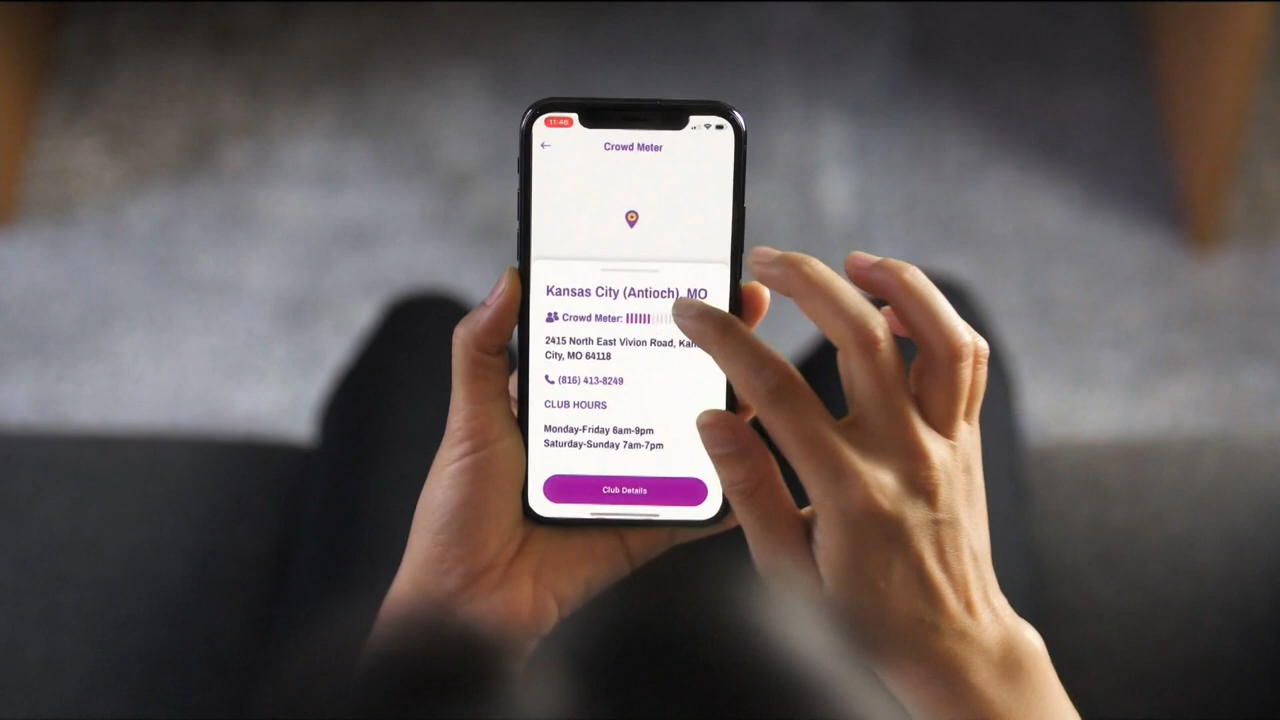 11:46
Crowd Meter
Kansas City (Antioch), MO
Crowd Meter:
2415 North East Vivion Road,
City, MO 64118
(816) 413-8249
CLUB HOURS
Monday-Friday 6am-9pm
Saturday-Sunday 7am-7pm
Club Details